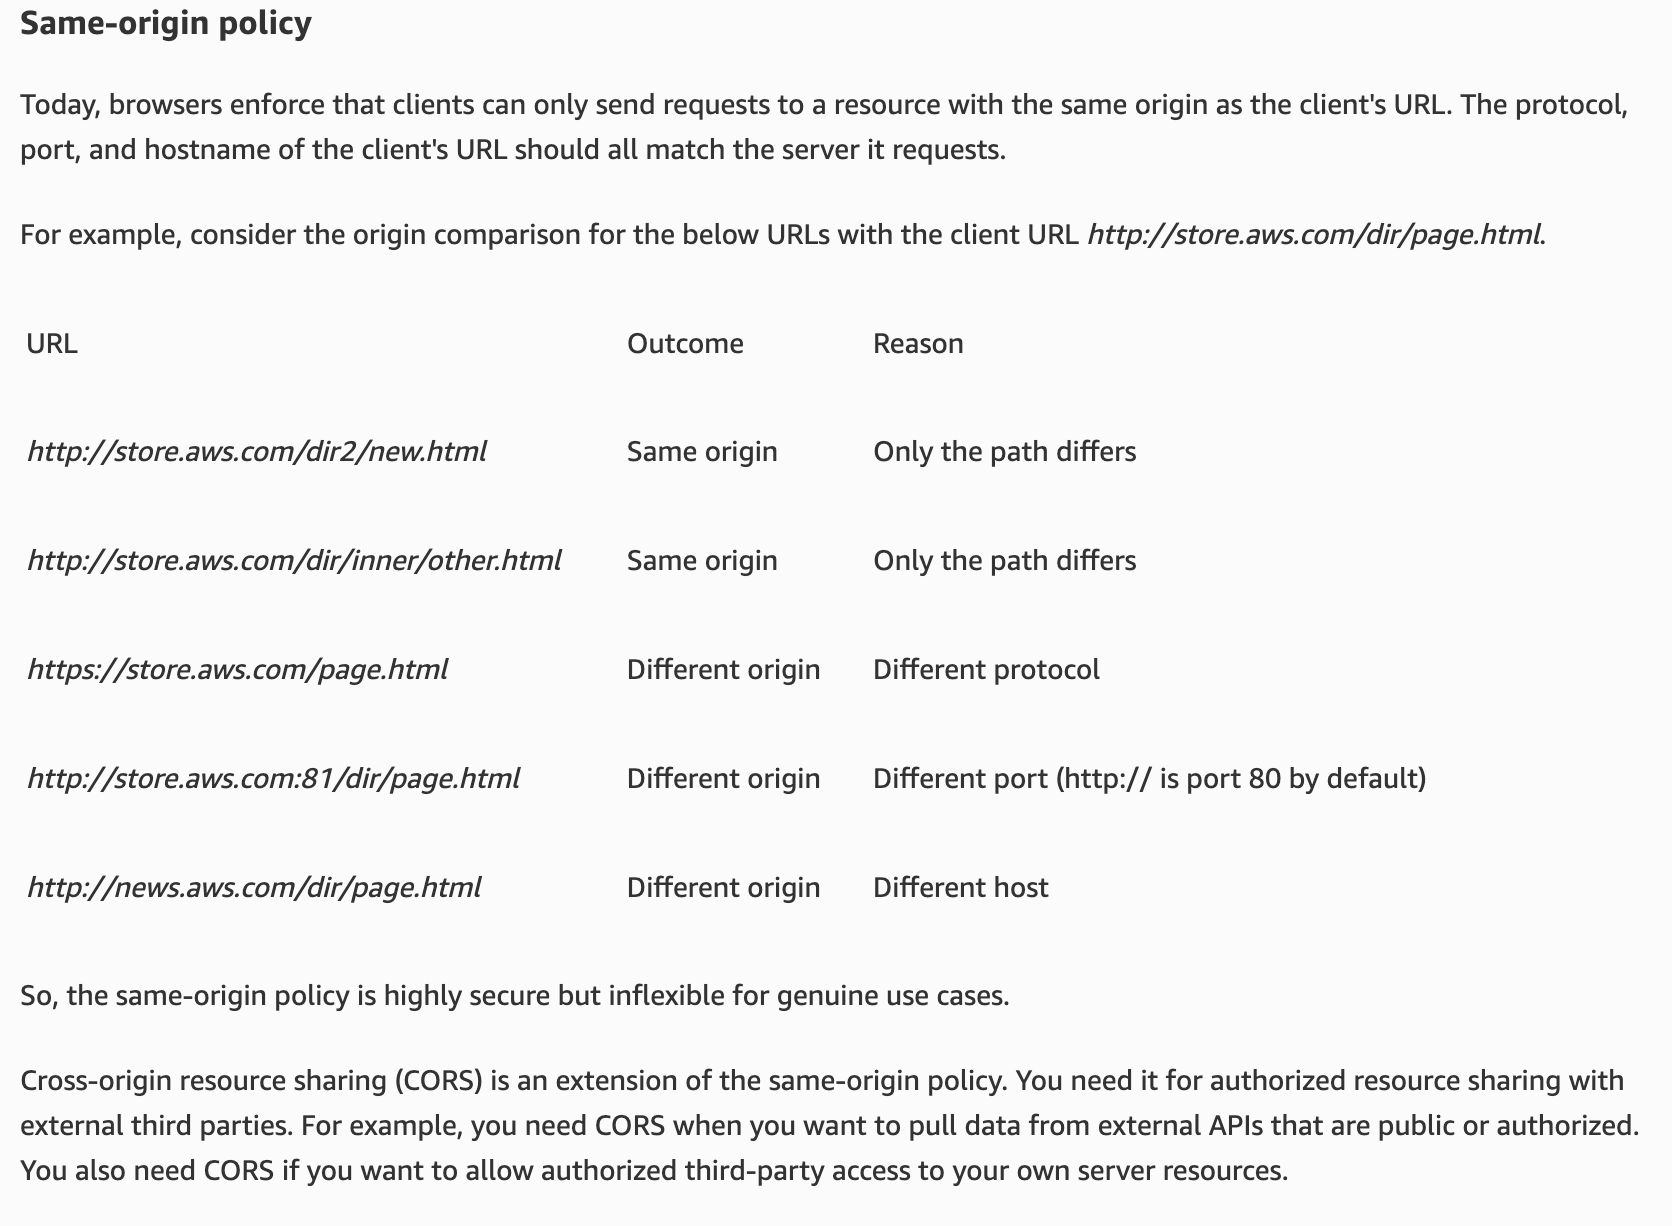 Same-origin policy
Today, browsers enforce that clients can only send requests to a resource with the same origin as the client's URL. The protocol,
port, and hostname of the client's URL should all match the server it requests.
For example, consider the origin comparison for the below URLs with the client URL http://store.aws.com/dir/page.html.
URL Outcome Reason
http://store.aws.com/dir2/new.html Same origin Only the path differs
http://store.aws.com/dir/inner/other.html Same origin Only the path differs
https://store.aws.com/page.html Different origin Different protocol
http://store.aws.com:81/dir/page.html Different origin Different port (http:// is port 80 by default)
http://news.aws.com/dir/page.html Different origin Different host
So, the same-origin policy is highly secure but inflexible for genuine use cases.
Cross-origin resource sharing (CORS) is an extension of the same-origin policy. You need it for authorized resource sharing with
external third parties. For example, you need CORS when you want to pull data from external APIs that are public or authorized.
You also need CORS if you want to allow authorized third-party access to your own server resources.